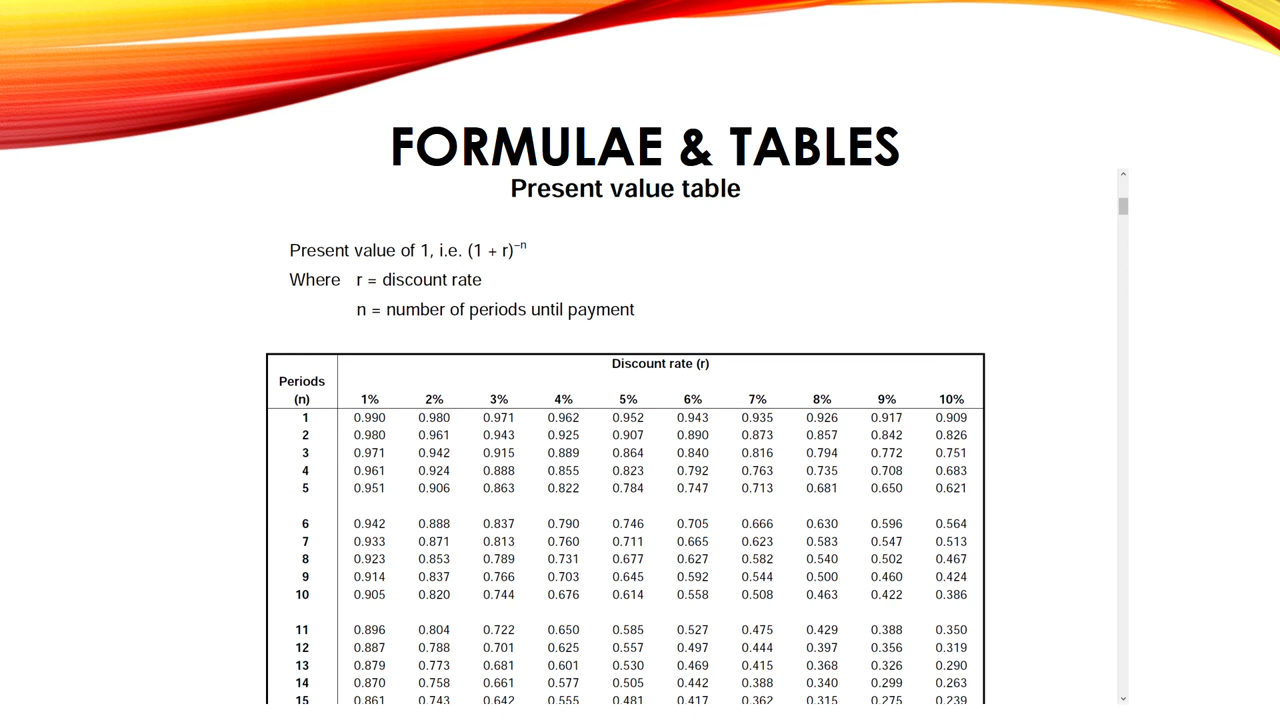 FORMULAE & TABLES
Present value table
Present value of 1, i.e. (1 + r)⁻ⁿ
Where r = discount rate
n = number of periods until payment
Discount rate (r)
Periods
(n) 1% 2% 3% 4% 5% 6% 7% 8% 9% 10%
1 0.990 0.980 0.971 0.962 0.952 0.943 0.935 0.926 0.917 0.909
2 0.980 0.961 0.943 0.925 0.907 0.890 0.873 0.857 0.842 0.826
3 0.971 0.942 0.915 0.889 0.864 0.840 0.816 0.794 0.772 0.751
4 0.961 0.924 0.888 0.855 0.823 0.792 0.763 0.735 0.708 0.683
5 0.951 0.906 0.863 0.822 0.784 0.747 0.713 0.681 0.650 0.621
6 0.942 0.888 0.837 0.790 0.746 0.705 0.666 0.630 0.596 0.564
7 0.933 0.871 0.813 0.760 0.711 0.665 0.623 0.583 0.547 0.513
8 0.923 0.853 0.789 0.731 0.677 0.627 0.582 0.540 0.502 0.467
9 0.914 0.837 0.766 0.703 0.645 0.592 0.544 0.500 0.460 0.424
10 0.905 0.820 0.744 0.676 0.614 0.558 0.508 0.463 0.422 0.386
11 0.896 0.804 0.722 0.650 0.585 0.527 0.475 0.429 0.388 0.350
12 0.887 0.788 0.701 0.625 0.557 0.497 0.444 0.397 0.356 0.319
13 0.879 0.773 0.681 0.601 0.530 0.469 0.415 0.368 0.326 0.290
14 0.870 0.758 0.661 0.577 0.505 0.442 0.388 0.340 0.299 0.263
15 0.861 0.743 0.642 0.555 0.481 0.417 0.362 0.315 0.275 0.239